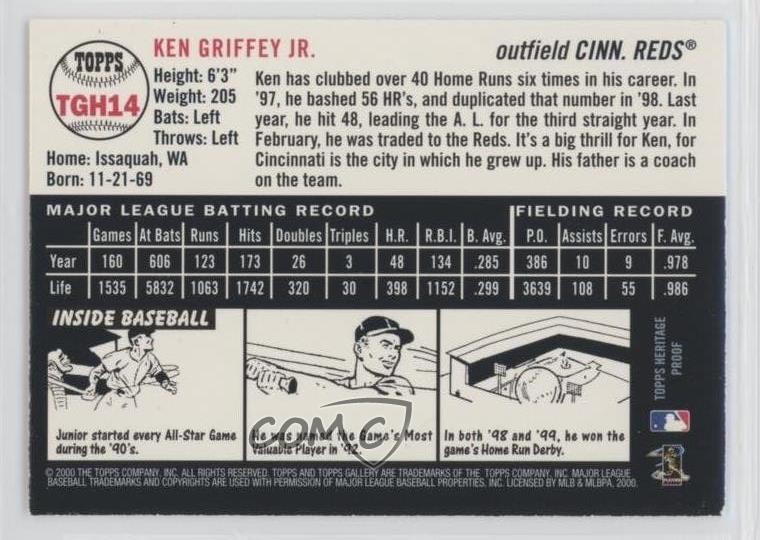 TOPPS
TGH14
KEN GRIFFEY JR.
outfield CINN. REDS®
Height: 6'3"
Weight: 205
Bats: Left
Throws: Left
Home: Issaquah, WA
Born: 11-21-69
Ken has clubbed over 40 Home Runs six times in his career. In
'97, he bashed 56 HR's, and duplicated that number in '98. Last
year, he hit 48, leading the A. L. for the third straight year. In
February, he was traded to the Reds. It's a big thrill for Ken, for
Cincinnati is the city in which he grew up. His father is a coach
on the team.
MAJOR LEAGUE BATTING RECORD FIELDING RECORD
Games At Bats Runs Hits Doubles Triples H.R. R.B.I. B. Avg. P.O. Assists Errors F. Avg.
Year 160 606 123 173 26 3 48 134 .285 386 10 9 .978
Life 1535 5832 1063 1742 320 30 398 1152 .299 3639 108 55 .986
INSIDE BASEBALL
Junior started every All-Star Game
during the '90's.
He was named the Game's Most
Valuable Player in '92.
In both '98 and '99, he won the
game's Home Run Derby.
TOPPS HERITAGE
PROOF
COMC
© 2000 THE TOPPS COMPANY, INC. ALL RIGHTS RESERVED. TOPPS AND TOPPS GALLERY ARE TRADEMARKS OF THE TOPPS COMPANY, INC. MAJOR LEAGUE
BASEBALL TRADEMARKS AND COPYRIGHTS ARE USED WITH PERMISSION OF MAJOR LEAGUE BASEBALL PROPERTIES, INC. LICENSED BY MLB & MLBPA, 2000.